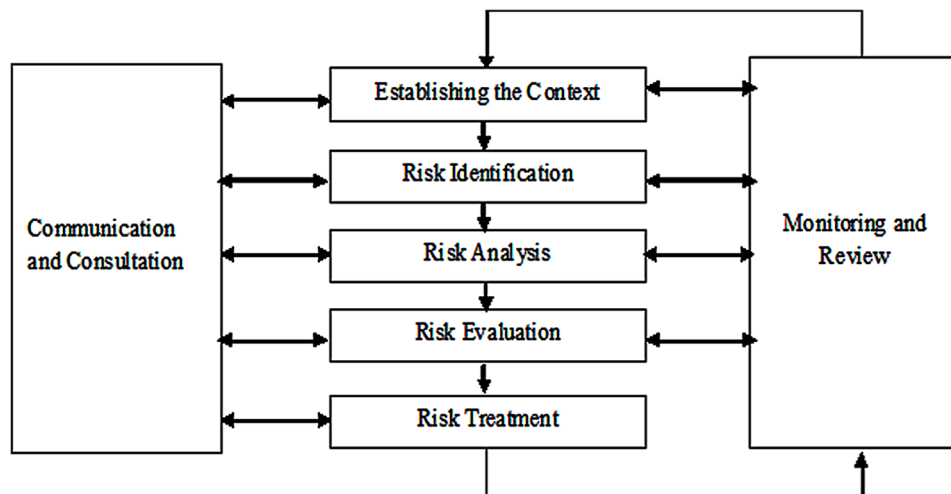 Establishing the Context
Risk Identification
Communication
and Consultation
Risk Analysis
Monitoring and
Review
Risk Evaluation
Risk Treatment